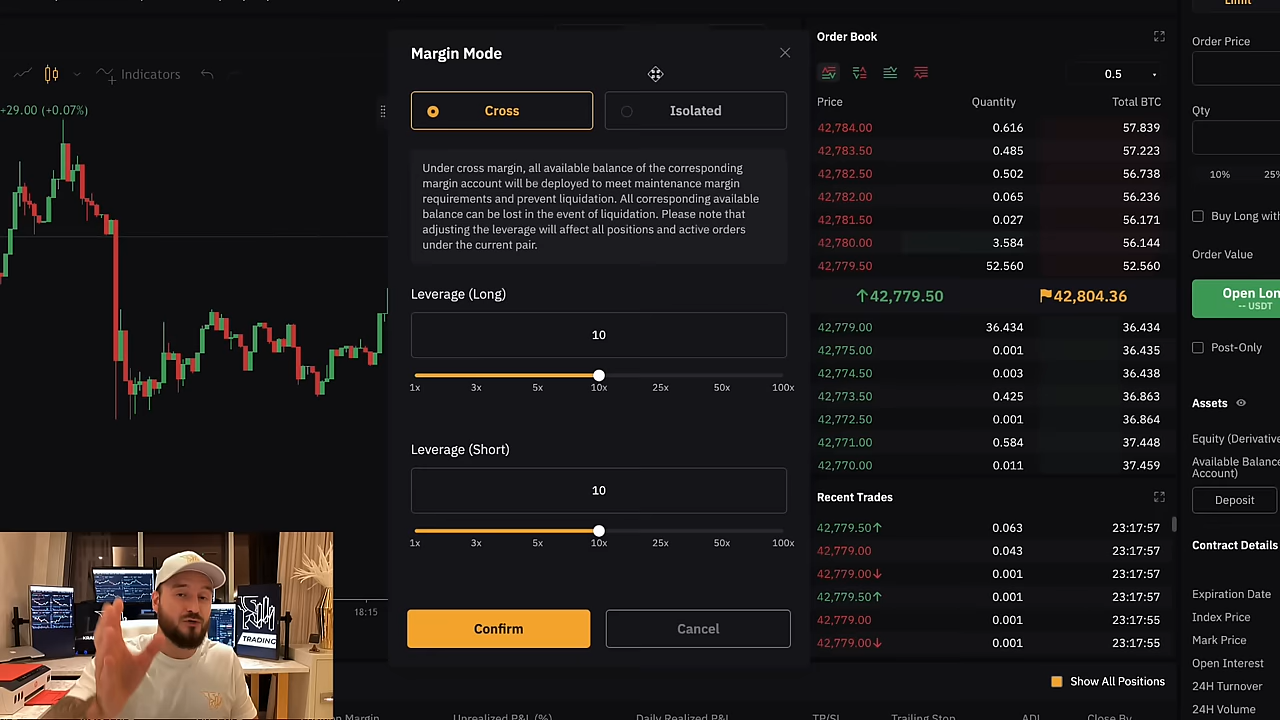 Limit
Margin Mode
Order Book
Order Price
Indicators
0.5
+29.00 (+0.07%)
Cross
Isolated
Price
Quantity
Total BTC
Qty
42,784.00 0.616 57.839
42,783.50 0.485 57.223
42,782.50 0.502 56.738
42,782.00 0.065 56.236
42,781.50 0.027 56.171
42,780.00 3.584 56.144
42,779.50 52.560 52.560
10%
25%
Under cross margin, all available balance of the corresponding
margin account will be deployed to meet maintenance margin
requirements and prevent liquidation. All corresponding available
balance can be lost in the event of liquidation. Please note that
adjusting the leverage will affect all positions and active orders
under the current pair.
Buy Long with
Order Value
Leverage (Long)
10
1x 3x 5x 10x 25x 50x 100x
↑42,779.50
42,804.36
Open Lon
-- USDT
42,779.00 36.434 36.434
42,775.00 0.001 36.435
42,774.50 0.003 36.438
42,773.50 0.425 36.863
42,772.50 0.001 36.864
42,771.00 0.584 37.448
42,770.00 0.011 37.459
Post-Only
Assets
Equity (Derivative
Available Balance
Account)
Deposit
Leverage (Short)
10
1x 3x 5x 10x 25x 50x 100x
Recent Trades
42,779.50↑ 0.063 23:17:57
42,779.00 0.043 23:17:57
42,779.00↓ 0.001 23:17:57
42,779.50↑ 0.001 23:17:57
42,779.00 0.001 23:17:55
42,779.00↓ 0.001 23:17:55
Contract Details
Expiration Date
Index Price
Mark Price
Open Interest
24H Turnover
24H Volume
18:15
Confirm
Cancel
TRADING
Show All Positions
Margin
Unrealized P&L (%)
Daily Realized P&L
TP/SL
Trailing Stop
ADL
Close By